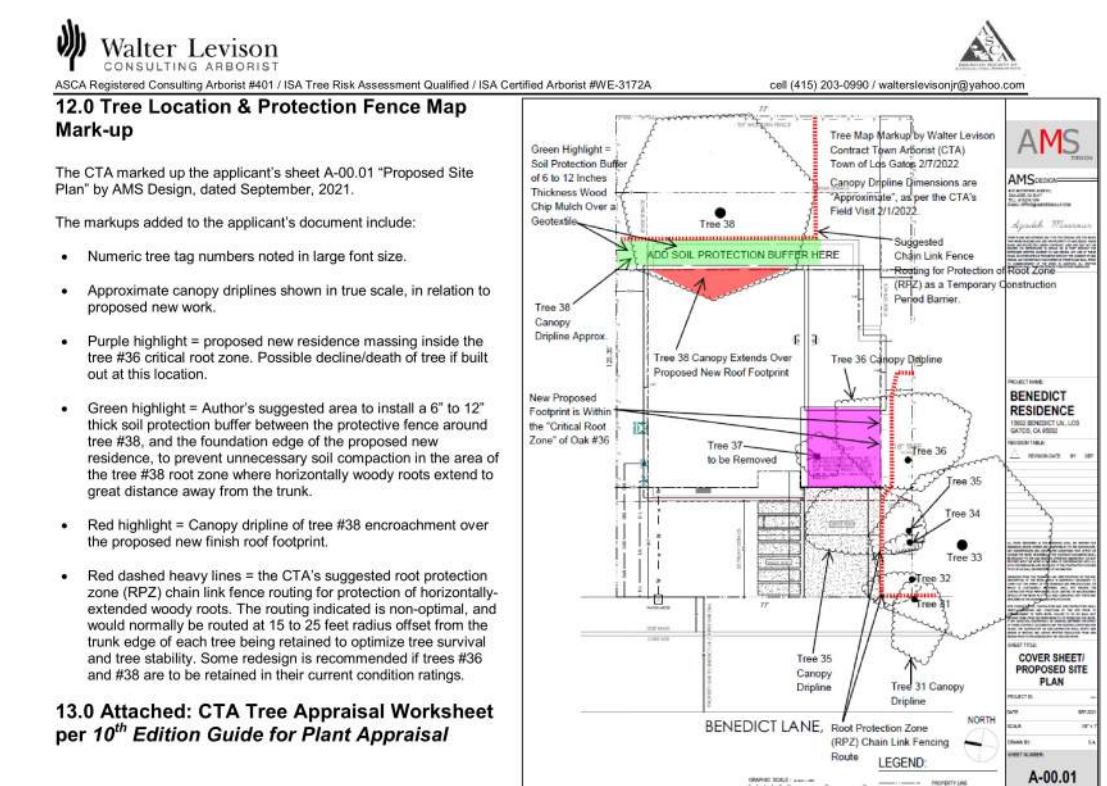 Walter Levison
CONSULTING ARBORIST
ASCA Registered Consulting Arborist #401 / ISA Tree Risk Assessment Qualified / ISA Certified Arborist #WE-3172A
cell (415) 203-0990 / walterslevisonjr@yahoo.com
12.0 Tree Location & Protection Fence Map
Mark-up
The CTA marked up the applicant's sheet A-00.01 "Proposed Site
Plan" by AMS Design, dated September, 2021.
The markups added to the applicant's document include:
• Numeric tree tag numbers noted in large font size.
• Approximate canopy driplines shown in true scale, in relation to
proposed new work.
• Purple highlight = proposed new residence massing inside the
tree #36 critical root zone. Possible decline/death of tree if built
out at this location.
• Green highlight = Author's suggested area to install a 6" to 12"
thick soil protection buffer between the protective fence around
tree #38, and the foundation edge of the proposed new
residence, to prevent unnecessary soil compaction in the area of
the tree #38 root zone where horizontally woody roots extend to
great distance away from the trunk.
• Red highlight = Canopy dripline of tree #38 encroachment over
the proposed new finish roof footprint.
• Red dashed heavy lines = the CTA's suggested root protection
zone (RPZ) chain link fence routing for protection of horizontally-
extended woody roots. The routing indicated is non-optimal, and
would normally be routed at 15 to 25 feet radius offset from the
trunk edge of each tree being retained to optimize tree survival
and tree stability. Some redesign is recommended if trees #36
and #38 are to be retained in their current condition ratings.
13.0 Attached: CTA Tree Appraisal Worksheet
per 10th Edition Guide for Plant Appraisal
77'
Green Highlight =
Soil Protection Buffer
of 6 to 12 Inches
Thickness Wood
Chip Mulch Over a
Geotextile
Tree Map Markup by Walter Levison
Contract Town Arborist (CTA)
Town of Los Gatos 2/7/2022
Canopy Dripline Dimensions are
"Approximate", as per the CTA's
Field Visit 2/1/2022.
Tree 38
ADD SOIL PROTECTION BUFFER HERE
Suggested
Chain Link Fence
Routing for Protection of Root Zone
(RPZ) as a Temporary Construction
Period Barrier.
Tree 38
Canopy
Dripline Approx.
Tree 38 Canopy Extends Over
Proposed New Roof Footprint
Tree 36 Canopy Dripline
New Proposed
Footprint is Within
the "Critical Root
Zone" of Oak #36
Tree 37
to be Removed
Tree 36
Tree 35
Tree 34
Tree 33
Tree 32
Tree 31
77'
Tree 35
Canopy
Dripline
Tree 31 Canopy
Dripline
BENEDICT LANE,
Root Protection Zone
(RPZ) Chain Link Fencing
Route
NORTH
LEGEND:
PROPERTY LINE
AMS
DESIGN
AMS DESIGN
PROJECT NAME:
BENEDICT
RESIDENCE
SHEET TITLE:
COVER SHEET/
PROPOSED SITE
PLAN
SHEET NUMBER:
A-00.01